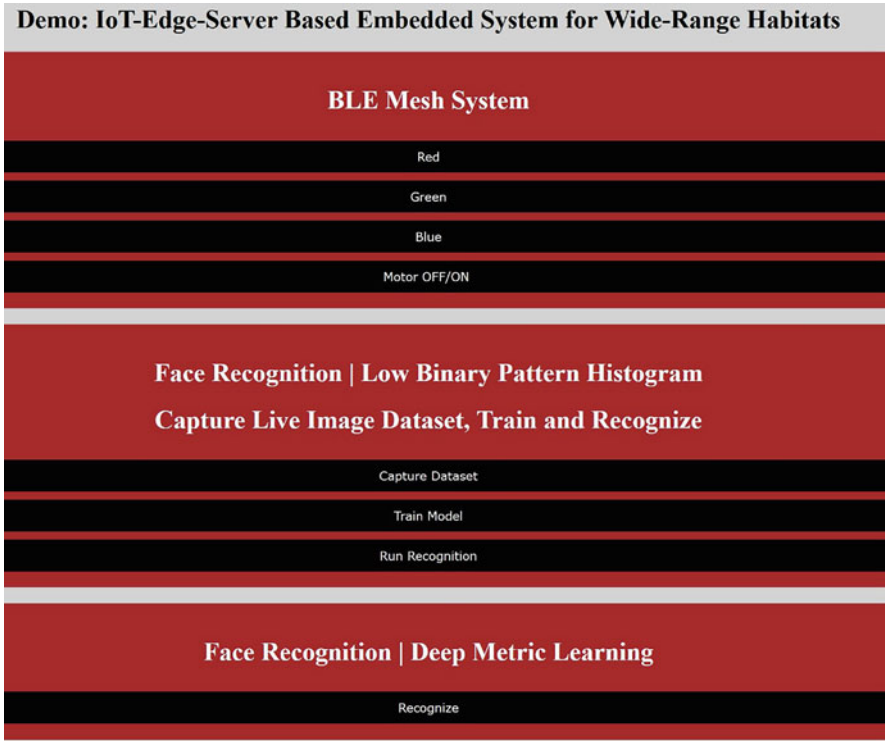 Demo: IoT-Edge-Server Based Embedded System for Wide-Range Habitats
BLE Mesh System
Red
Green
Blue
Motor OFF/ON
Face Recognition | Low Binary Pattern Histogram
Capture Live Image Dataset, Train and Recognize
Capture Dataset
Train Model
Run Recognition
Face Recognition | Deep Metric Learning
Recognize